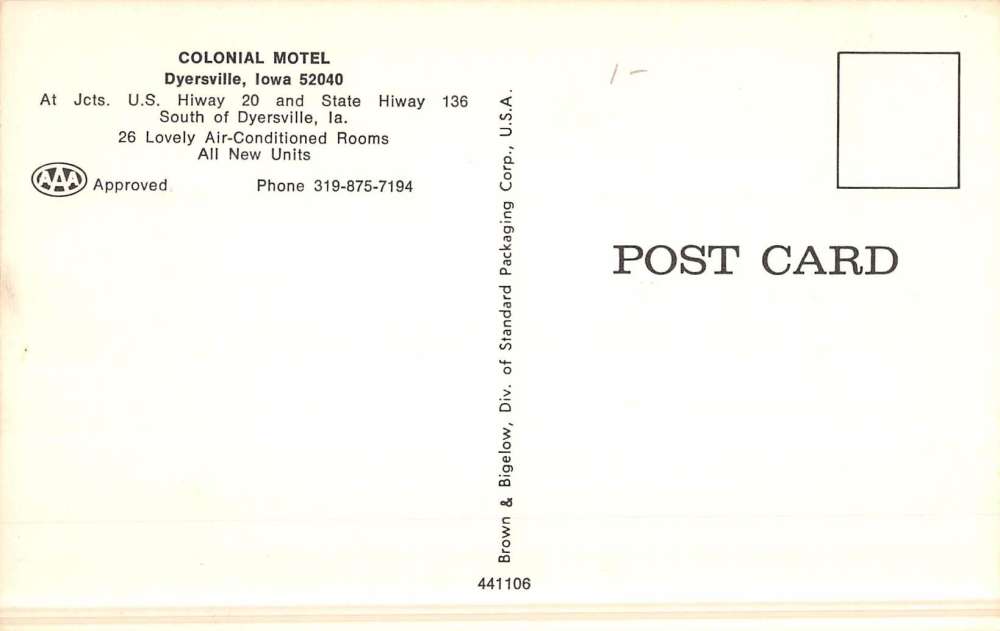 COLONIAL MOTEL
Dyersville, Iowa 52040
At Jcts. U.S. Hiway 20 and State Hiway 136
South of Dyersville, Ia.
26 Lovely Air-Conditioned Rooms
All New Units
AAA Approved
Phone 319-875-7194
Brown & Bigelow, Div. of Standard Packaging Corp., U.S.A.
441106
1-
POST CARD